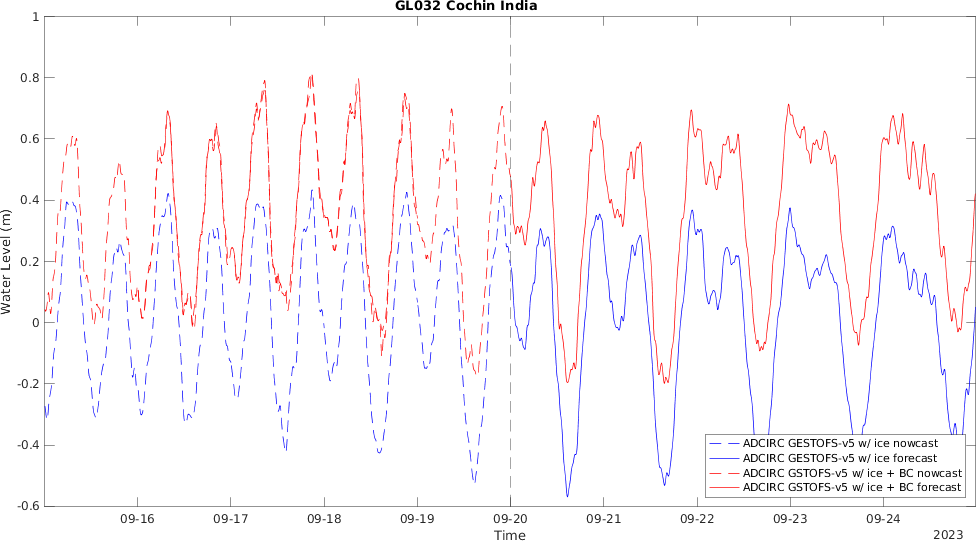 GL032 Cochin India
1
0.8
0.6
0.4
0.2
0
-0.2
-0.4
-0.6
Water Level (m)
09-16 09-17 09-18 09-19 09-20 09-21 09-22 09-23 09-24
Time
2023
ADCIRC GESTOFS-v5 w/ ice nowcast
ADCIRC GESTOFS-v5 w/ ice forecast
ADCIRC GSTOFS-v5 w/ ice + BC nowcast
ADCIRC GSTOFS-v5 w/ ice + BC forecast